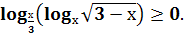 log_{x/3}(log_x √(3 − x)) ≥ 0.